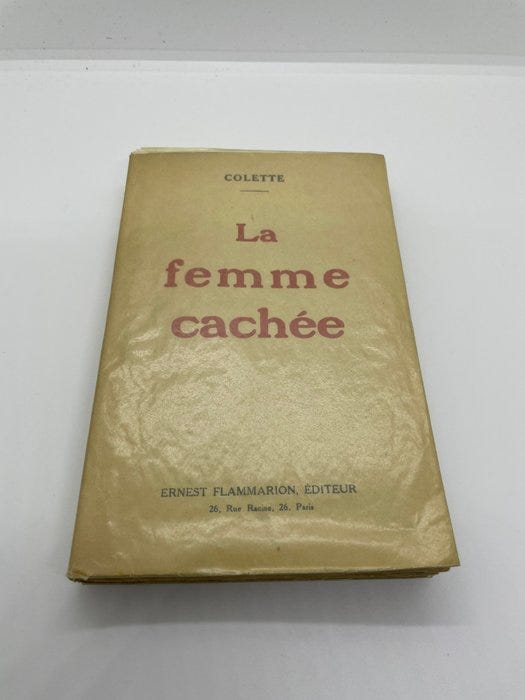 COLETTE
La
femme
cachée
ERNEST FLAMMARION, ÉDITEUR
26, Rue Racine, 26, Paris